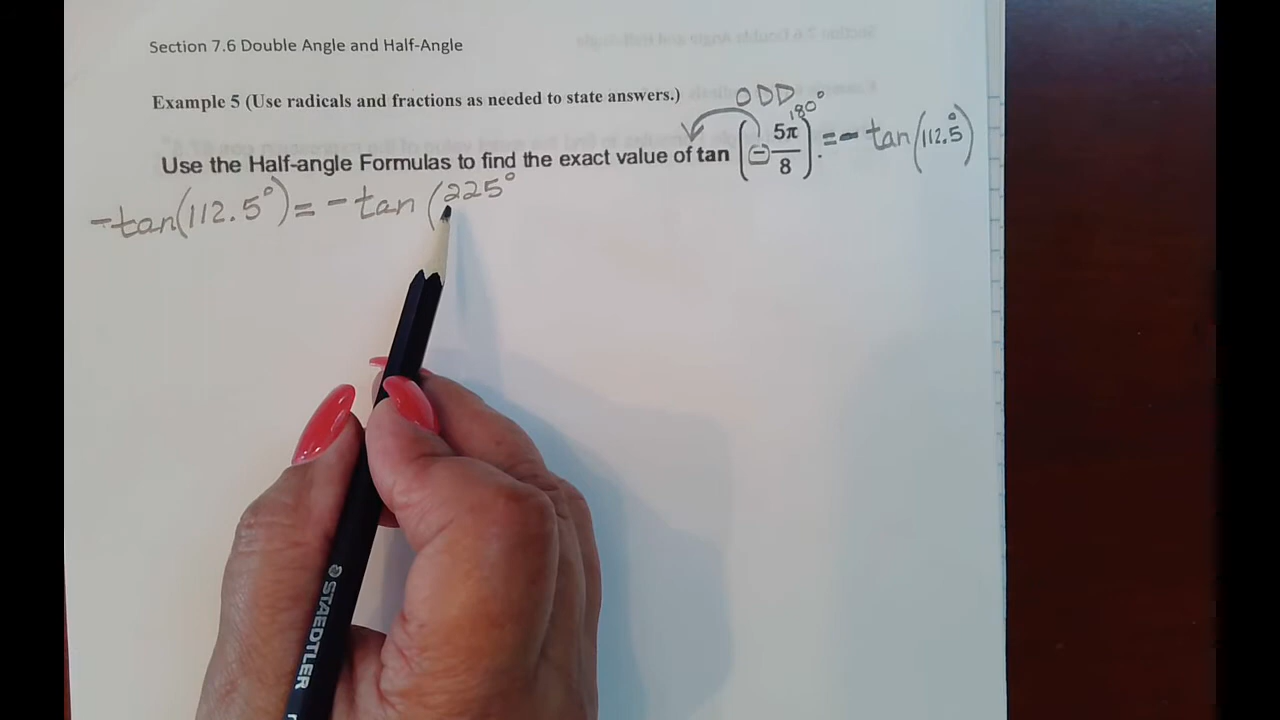 Section 7.6 Double Angle and Half-Angle
Example 5 (Use radicals and fractions as needed to state answers.)
ODD
180°
Use the Half-angle Formulas to find the exact value of tan (-5π/8). = - tan(112.5°)
-tan(112.5°) = -tan (225°
STAEDTLER